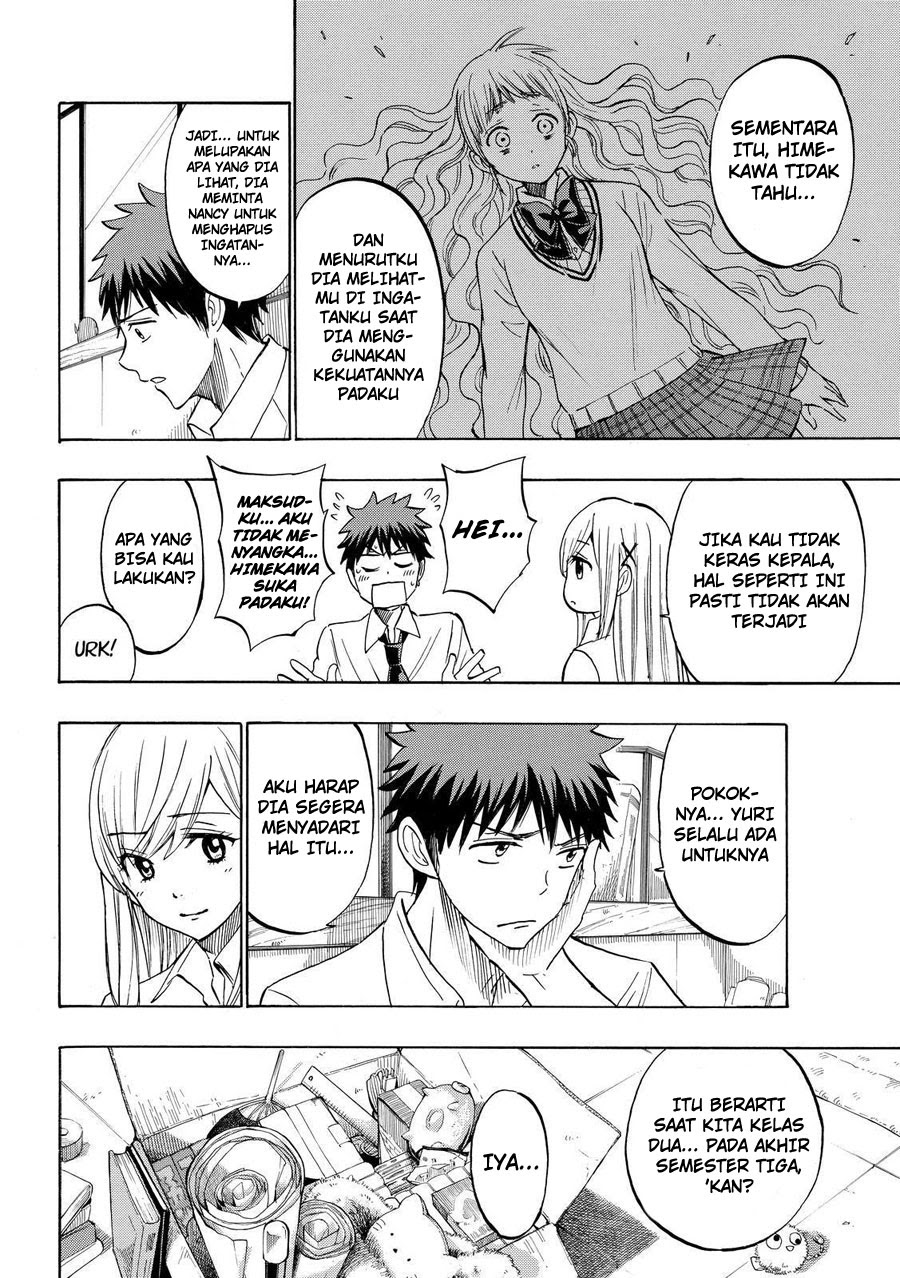 SEMENTARA
ITU, HIME-
KAWA TIDAK
TAHU...
DAN
MENURUTKU
DIA MELIHAT-
MU DI INGA-
TANKU SAAT
DIA MENG-
GUNAKAN
KEKUATANNYA
PADAKU
JADI... UNTUK
MELUPAKAN
APA YANG DIA
LIHAT, DIA
MEMINTA
NANCY UNTUK
MENGHAPUS
INGATAN-
NYA...
JIKA KAU TIDAK
KERAS KEPALA,
HAL SEPERTI INI
PASTI TIDAK AKAN
TERJADI
HEI...
MAKSUD-
KU... AKU
TIDAK ME-
NYANGKA...
HIMEKAWA
SUKA
PADAKU!
APA YANG
BISA KAU
LAKUKAN?
URK!
POKOK-
NYA... YURI
SELALU ADA
UNTUKNYA
AKU HARAP
DIA SEGERA
MENYADARI
HAL ITU...
ITU BERARTI
SAAT KITA KELAS
DUA... PADA AKHIR
SEMESTER TIGA,
'KAN?
IYA...